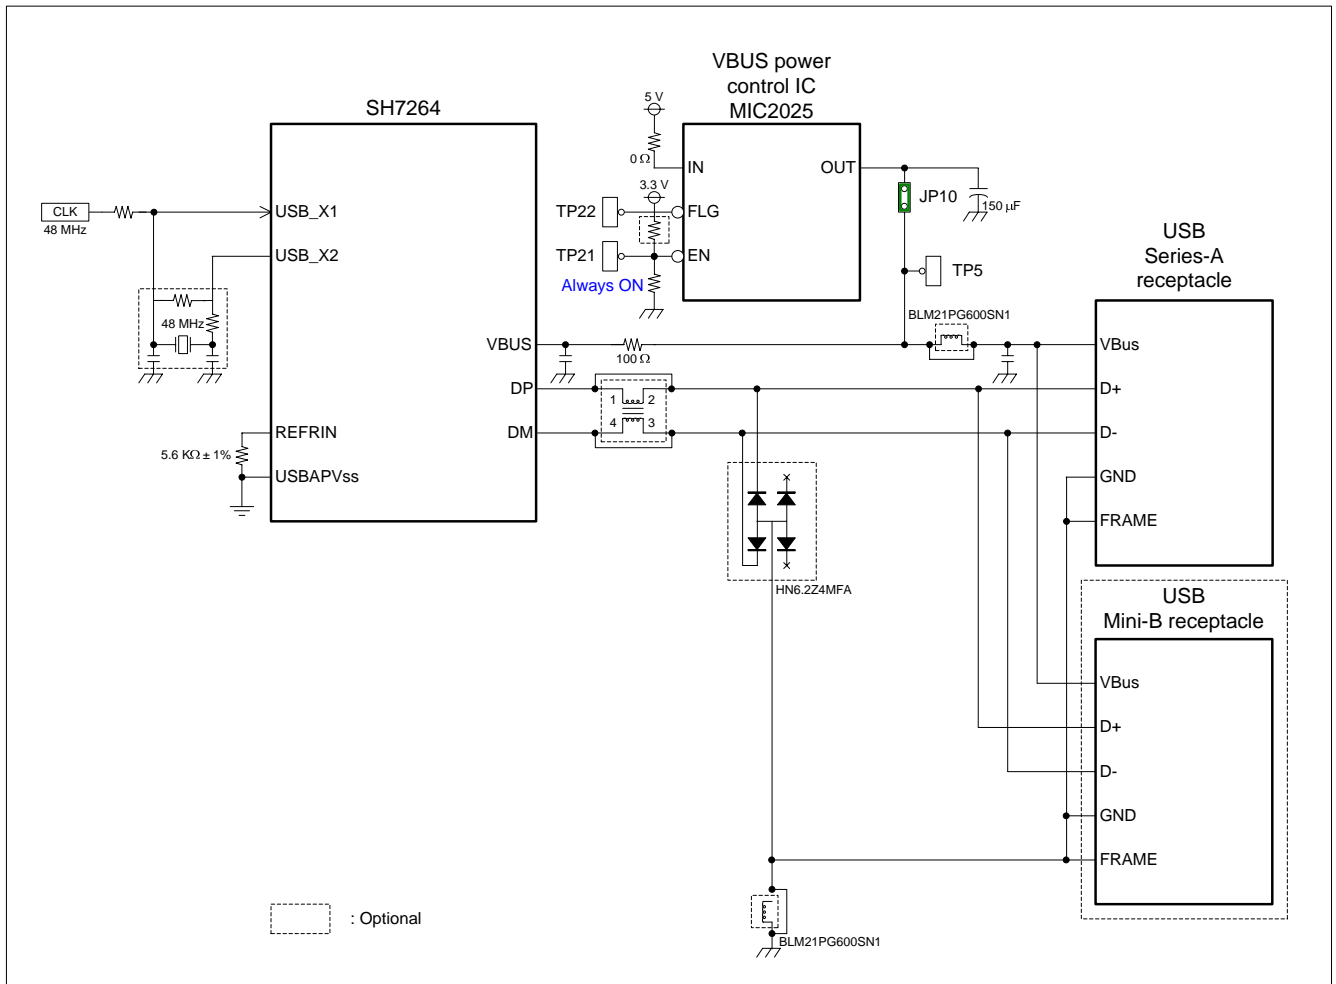 VBUS power
control IC
MIC2025
SH7264
5 V
0 Ω
IN
OUT
3.3 V
JP10
150 µF
TP22
FLG
CLK
48 MHz
USB_X1
USB
Series-A
receptacle
TP21
EN
USB_X2
TP5
Always ON
BLM21PG600SN1
48 MHz
VBUS
100 Ω
VBus
DP
1 2
4 3
D+
DM
D-
REFRIN
5.6 KΩ ± 1%
USBAPVss
GND
FRAME
HN6.2Z4MFA
USB
Mini-B receptacle
VBus
D+
D-
GND
FRAME
: Optional
BLM21PG600SN1